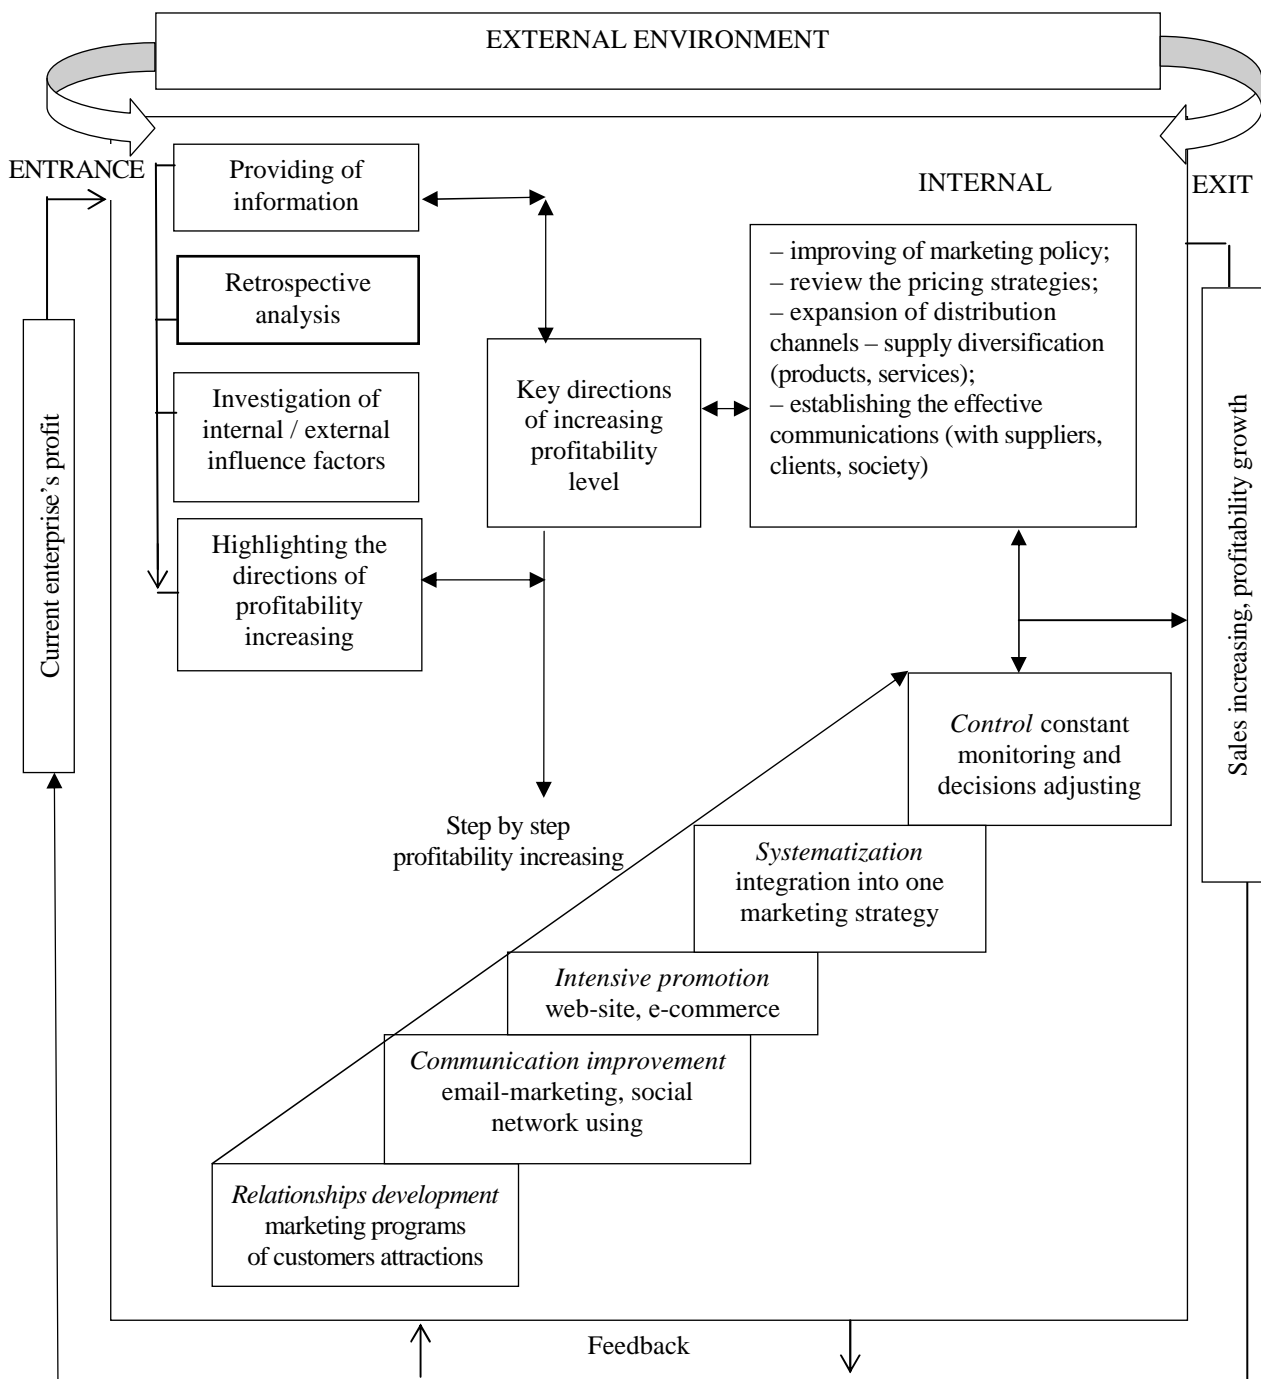 EXTERNAL ENVIRONMENT
ENTRANCE
Providing of
information
INTERNAL
EXIT
Retrospective
analysis
Investigation of
internal / external
influence factors
Highlighting the
directions of
profitability
increasing
Current enterprise’s profit
Key directions
of increasing
profitability
level
– improving of marketing policy;
– review the pricing strategies;
– expansion of distribution
channels – supply diversification
(products, services);
– establishing the effective
communications (with suppliers,
clients, society)
Sales increasing, profitability growth
Step by step
profitability increasing
Control constant
monitoring and
decisions adjusting
Systematization
integration into one
marketing strategy
Intensive promotion
web-site, e-commerce
Communication improvement
email-marketing, social
network using
Relationships development
marketing programs
of customers attractions
Feedback